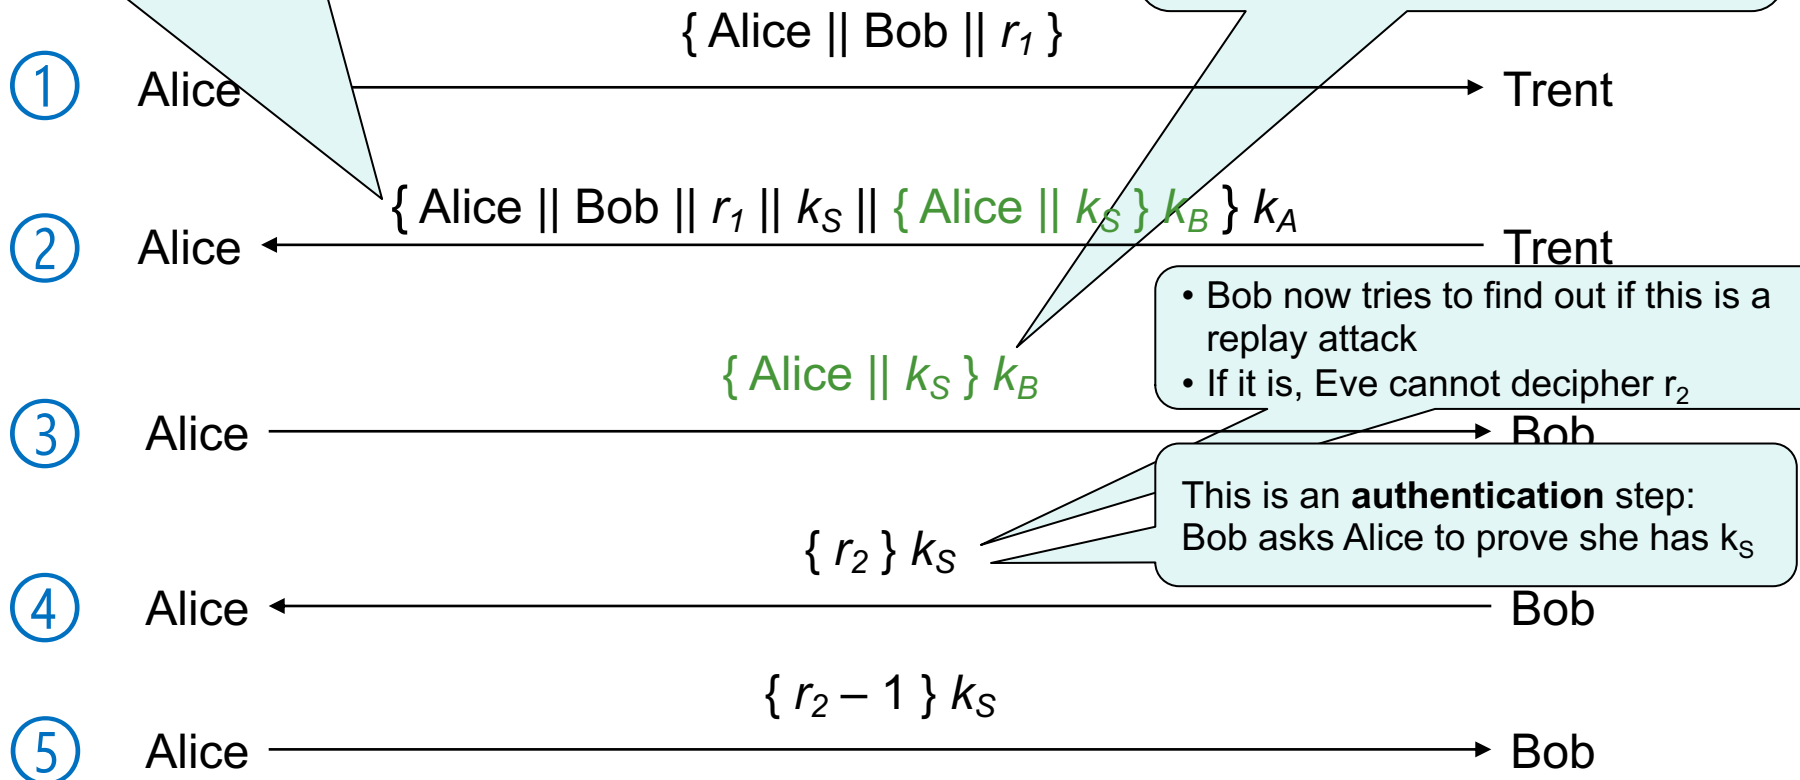 { Alice || Bob || r1 }
1 Alice Trent
{ Alice || Bob || r1 || kS || { Alice || kS } kB } kA
2 Alice Trent
• Bob now tries to find out if this is a
replay attack
• If it is, Eve cannot decipher r2
{ Alice || kS } kB
3 Alice Bob
This is an authentication step:
Bob asks Alice to prove she has kS
{ r2 } kS
4 Alice Bob
{ r2 – 1 } kS
5 Alice Bob